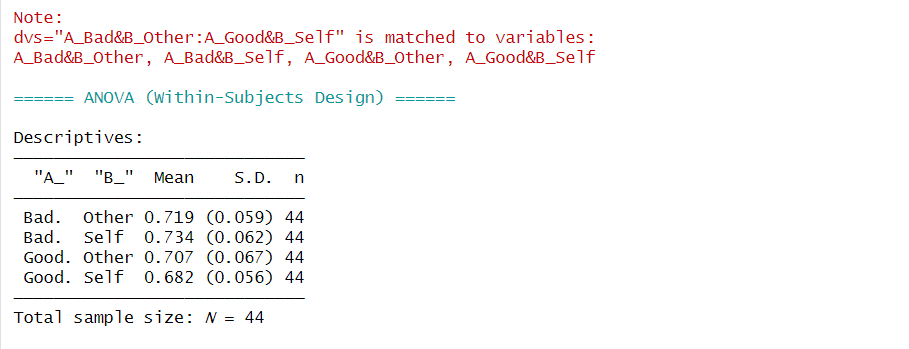 Note:
dvs="A_Bad&B_Other:A_Good&B_Self" is matched to variables:
A_Bad&B_Other, A_Bad&B_Self, A_Good&B_Other, A_Good&B_Self
====== ANOVA (Within-Subjects Design) ======
Descriptives:
"A_" "B_" Mean S.D. n
Bad. Other 0.719 (0.059) 44
Bad. Self 0.734 (0.062) 44
Good. Other 0.707 (0.067) 44
Good. Self 0.682 (0.056) 44
Total sample size: N = 44